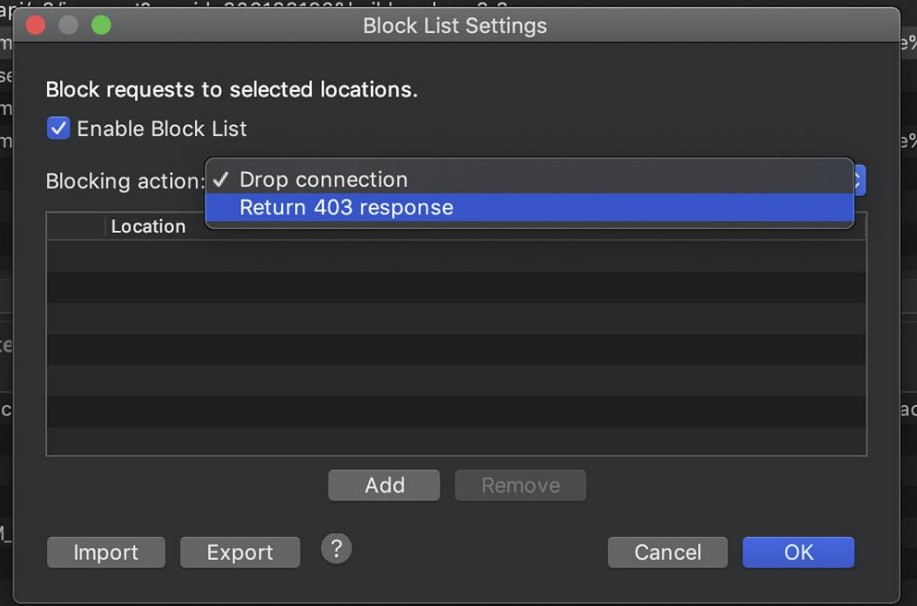 Block List Settings
Block requests to selected locations.
Enable Block List
Blocking action:
Drop connection
Return 403 response
Location
Add
Remove
Import
Export
?
Cancel
OK